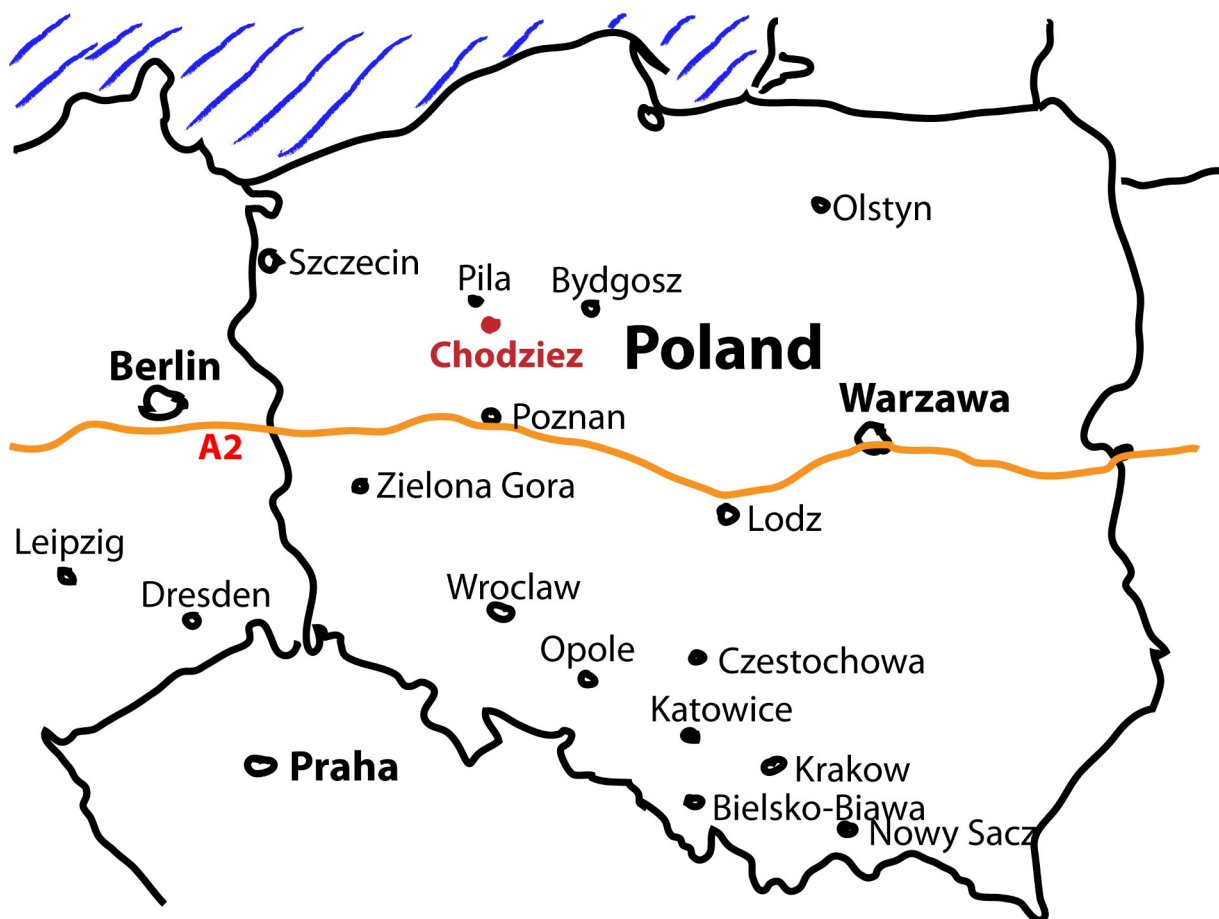 Olstyn
Szczecin
Pila
Bydgosz
Chodziez
Poland
Berlin
Warzawa
A2
Poznan
Zielona Gora
Lodz
Leipzig
Dresden
Wroclaw
Opole
Czestochowa
Katowice
Praha
Krakow
Bielsko-Biawa
Nowy Sacz